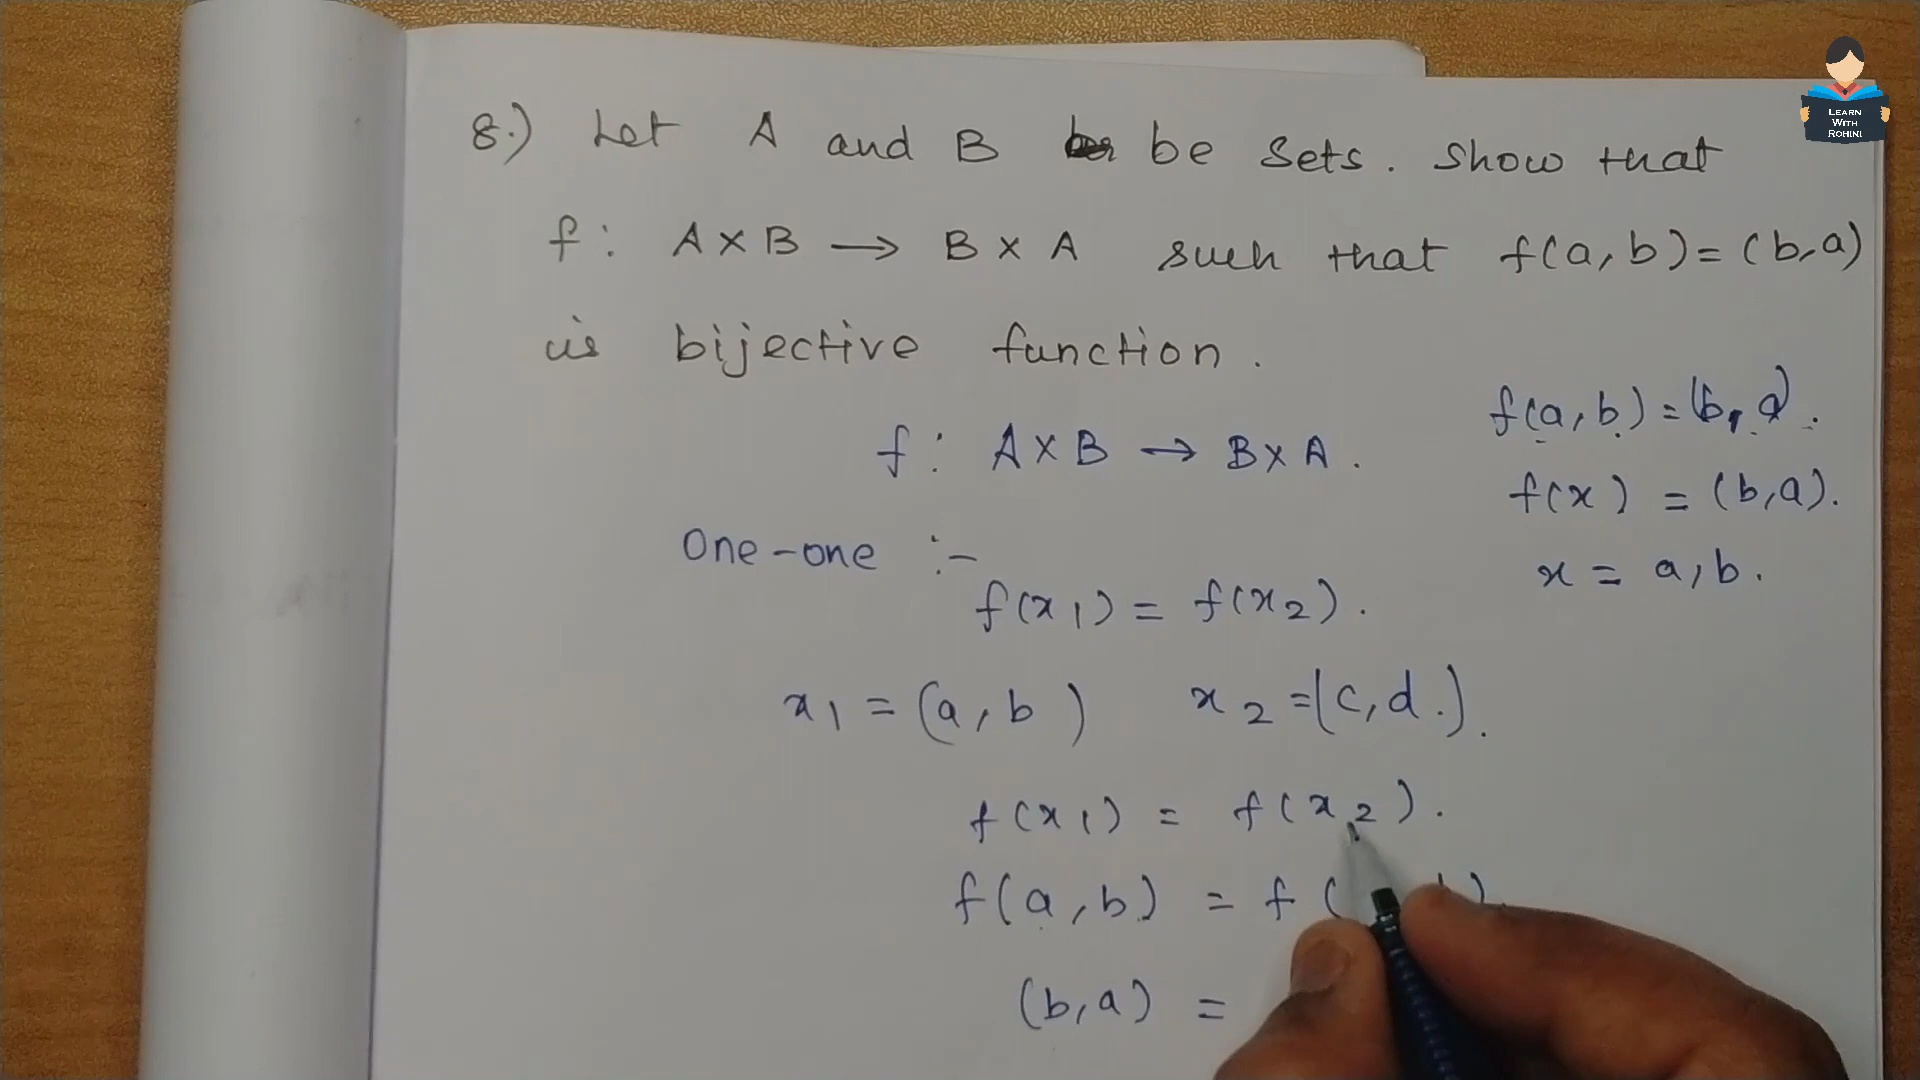 8.) Let A and B be sets. Show that
f : A × B → B × A such that f(a, b) = (b, a)
is bijective function.
f : A × B → B × A .
f(a, b) = (b, a) .
f(x) = (b, a).
x = a, b .
One-one :-
f(x1) = f(x2) .
x1 = (a, b ) x2 = (c, d .) .
f(x1) = f(x2) .
f(a, b) = f (
(b, a) =
LEARN
WITH
ROHINI